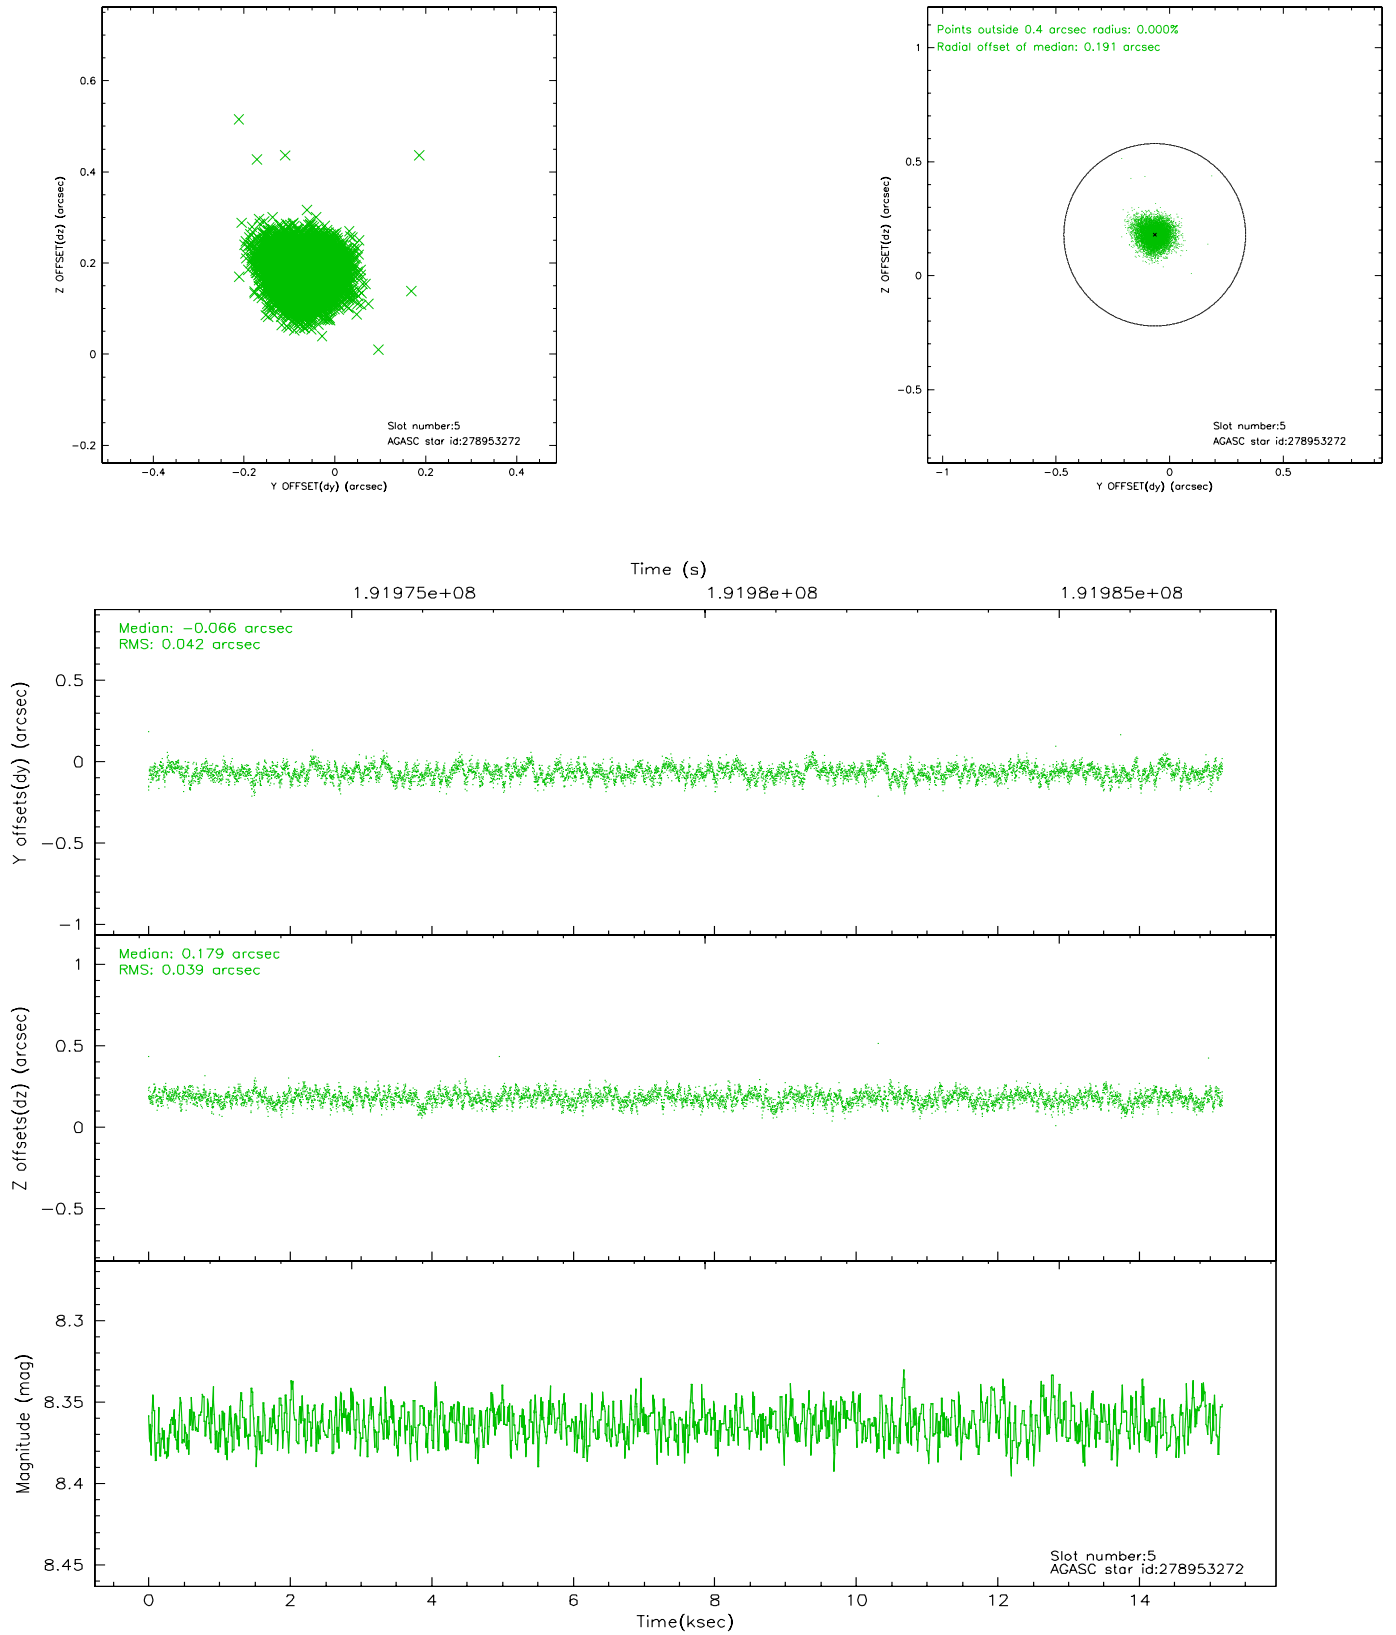 0.6
0.4
0.2
0
−0.2
Z OFFSET(dz) (arcsec)
Slot number:5
AGASC star id:278953272
−0.4 −0.2 0 0.2 0.4
Y OFFSET(dy) (arcsec)
Points outside 0.4 arcsec radius: 0.000%
Radial offset of median: 0.191 arcsec
1
0.5
0
−0.5
Z OFFSET(dz) (arcsec)
Slot number:5
AGASC star id:278953272
−1 −0.5 0 0.5
Y OFFSET(dy) (arcsec)
Time (s)
1.91975e+08 1.9198e+08 1.91985e+08
Median: −0.066 arcsec
RMS: 0.042 arcsec
0.5
0
−0.5
−1
Y offsets(dy) (arcsec)
Median: 0.179 arcsec
RMS: 0.039 arcsec
1
0.5
0
−0.5
Z offsets(dz) (arcsec)
8.3
8.35
8.4
8.45
Magnitude (mag)
Slot number:5
AGASC star id:278953272
0 2 4 6 8 10 12 14
Time(ksec)